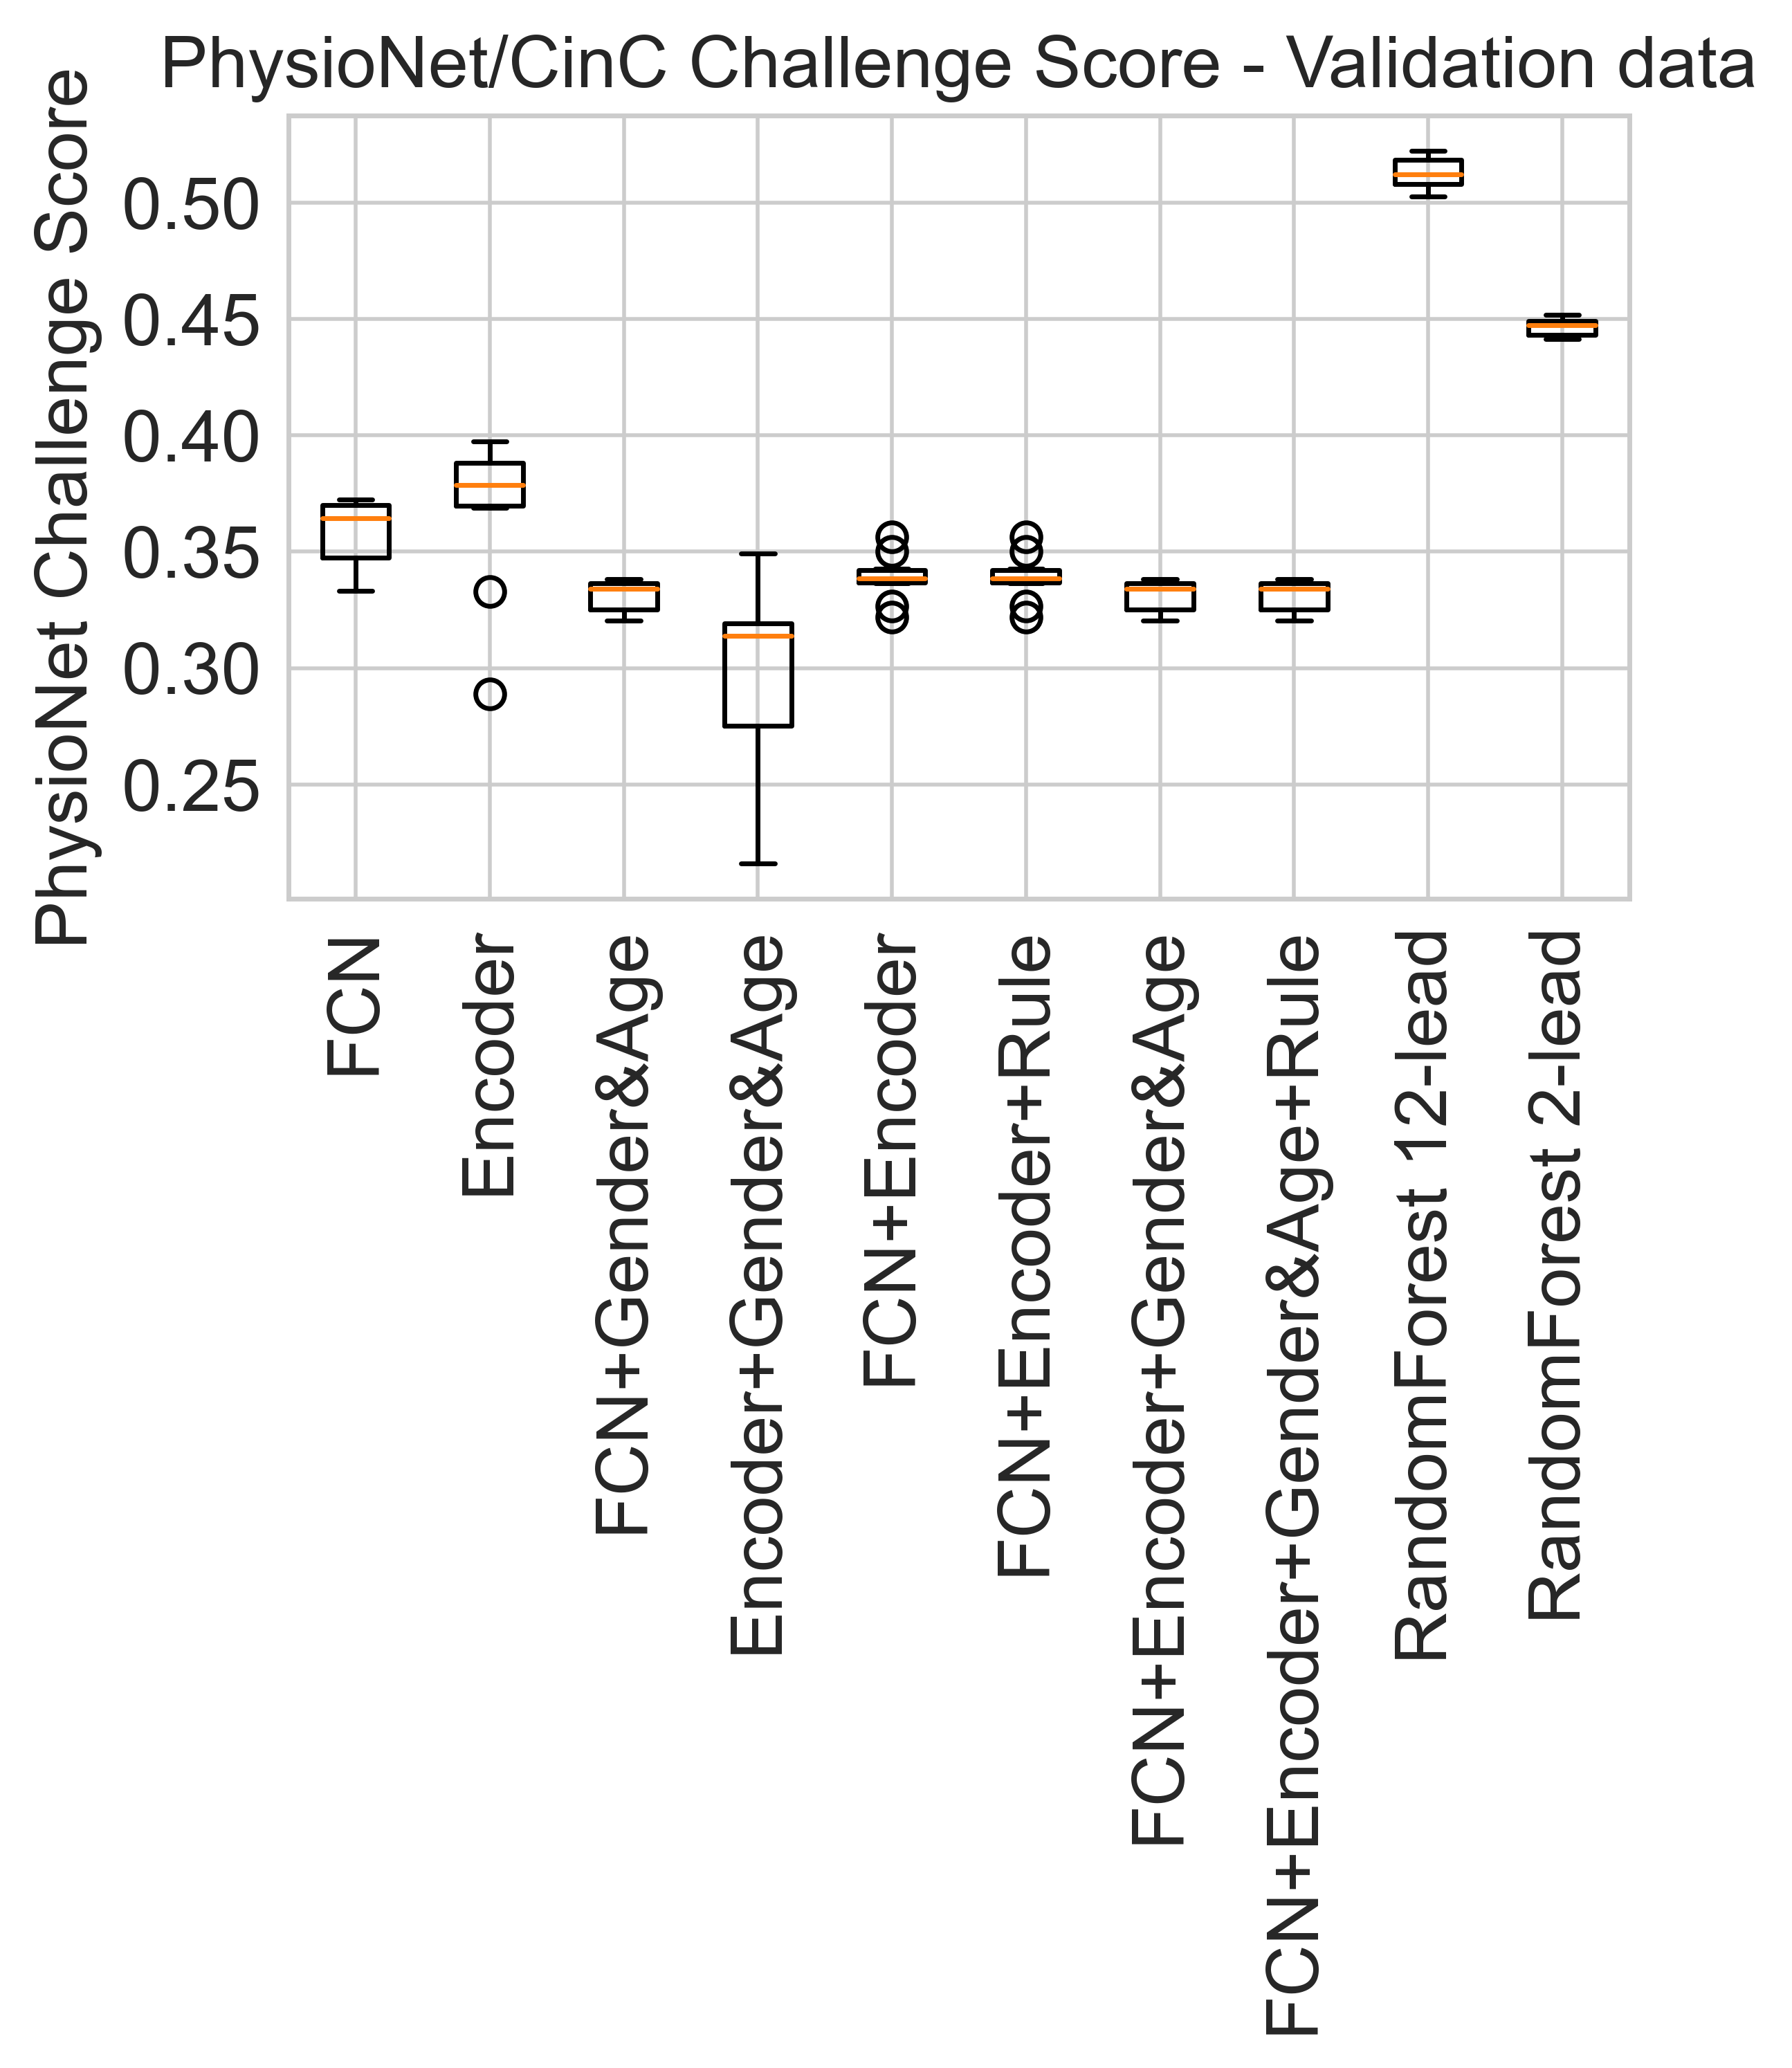 PhysioNet/CinC Challenge Score - Validation data
PhysioNet Challenge Score
0.50
0.45
0.40
0.35
0.30
0.25
FCN
Encoder
FCN+Gender&Age
Encoder+Gender&Age
FCN+Encoder
FCN+Encoder+Rule
FCN+Encoder+Gender&Age
FCN+Encoder+Gender&Age+Rule
RandomForest 12-lead
RandomForest 2-lead